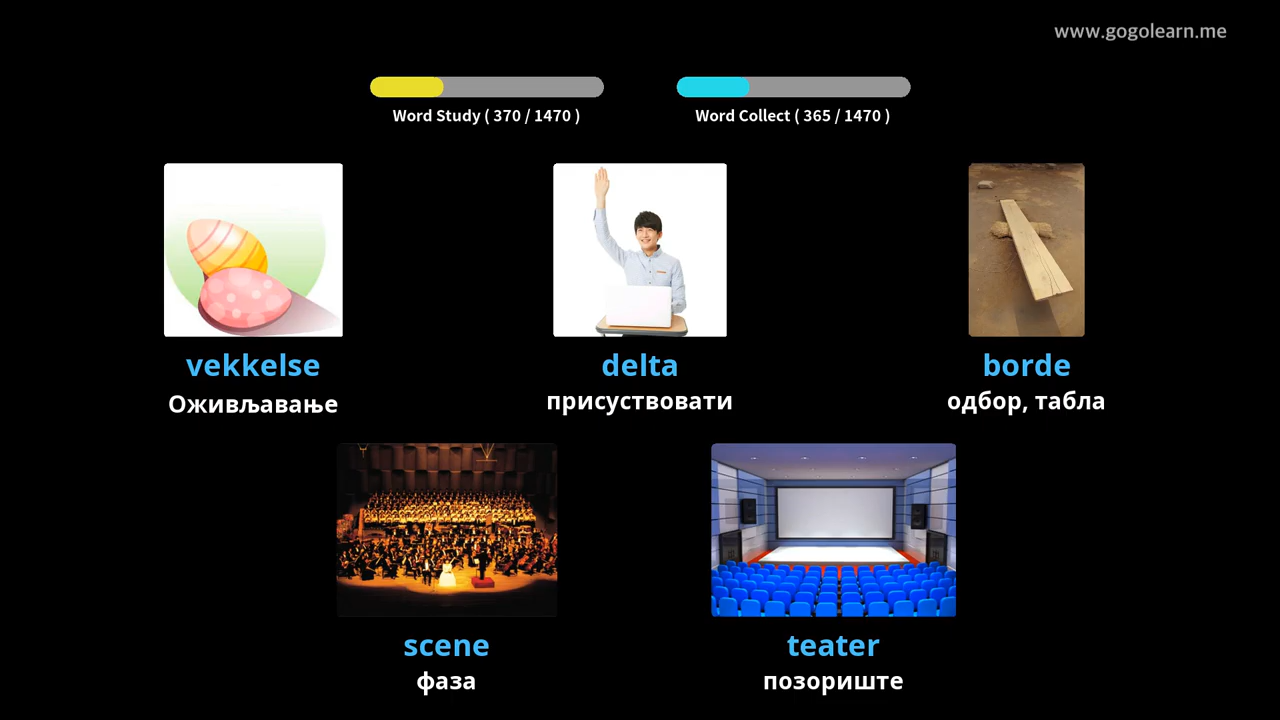 www.gogolearn.me
Word Study ( 370 / 1470 )
Word Collect ( 365 / 1470 )
vekkelse
Оживљавање
delta
присуствовати
borde
одбор, табла
scene
фаза
teater
позориште